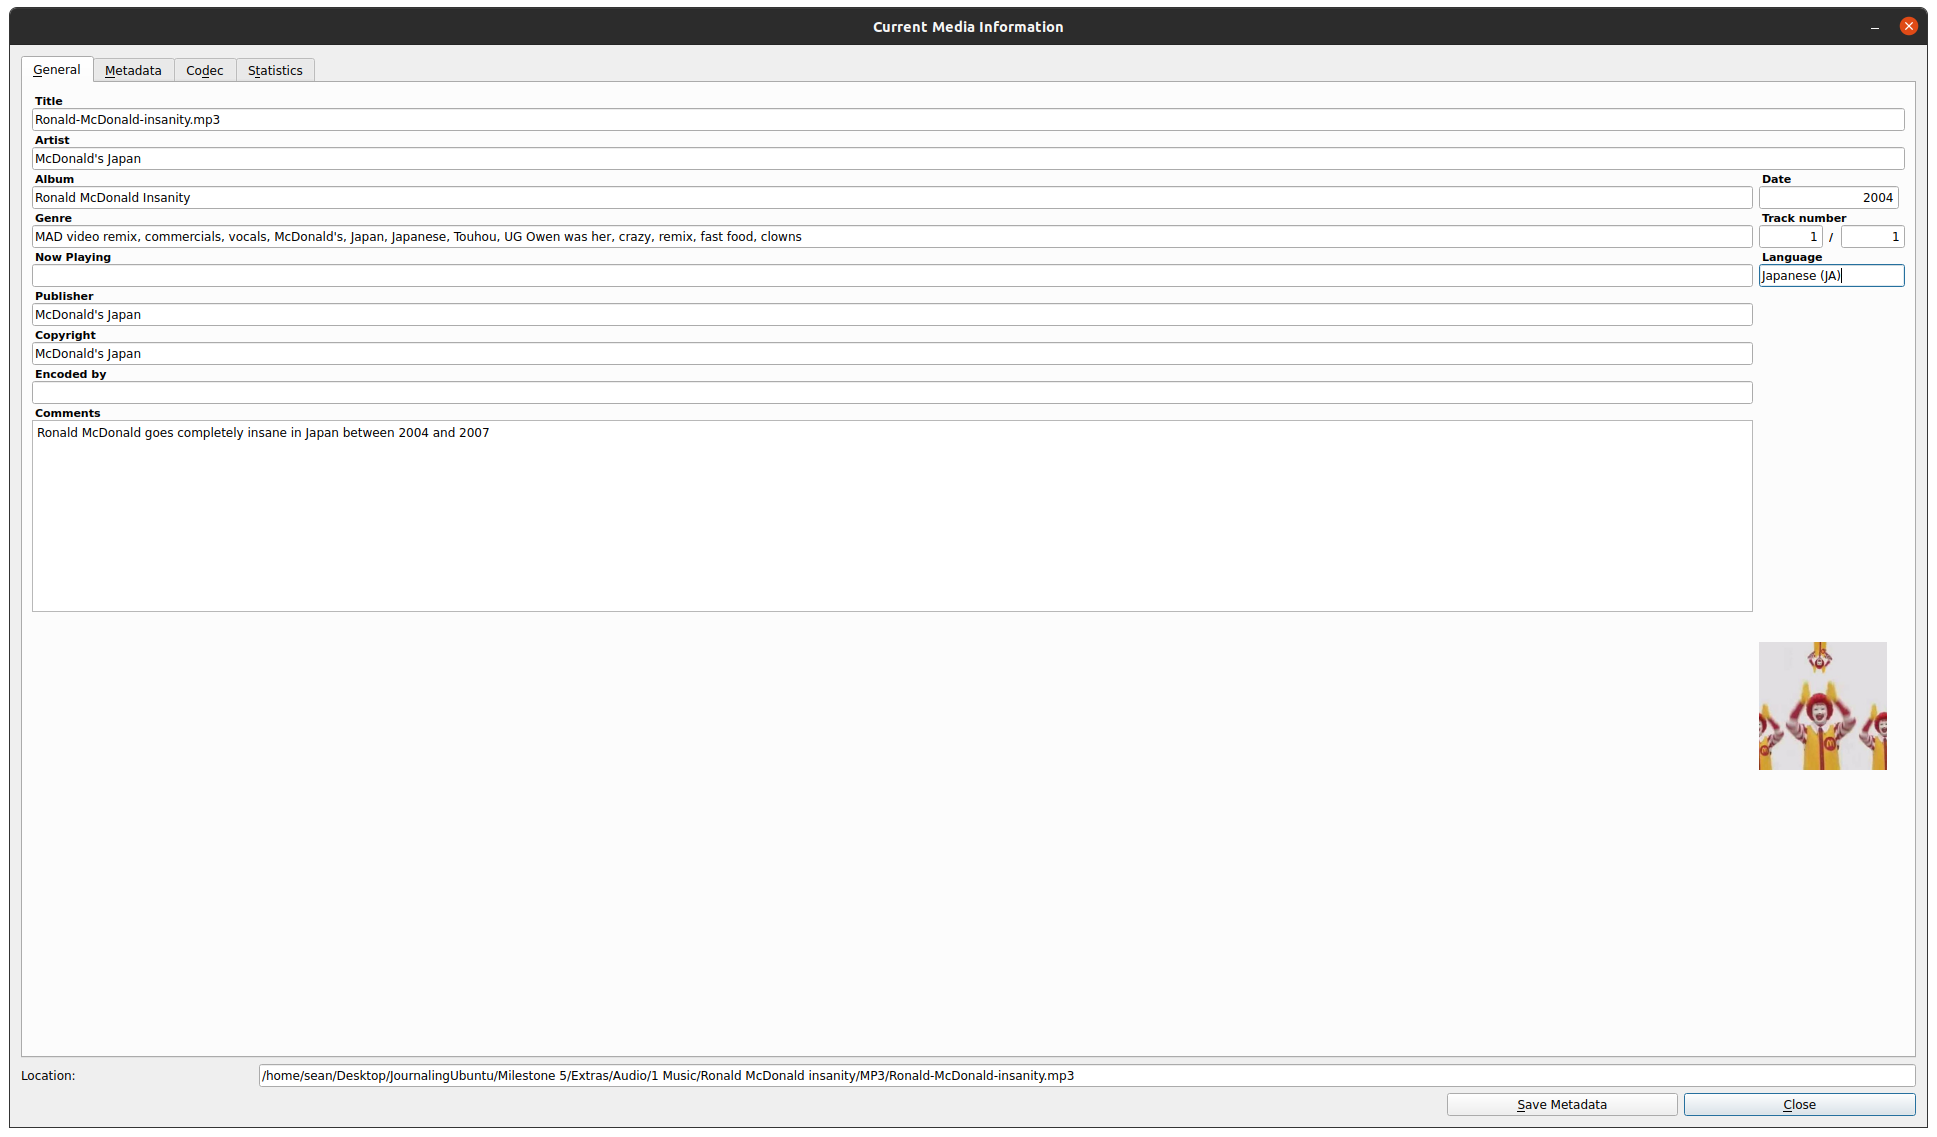 Current Media Information
General Metadata Codec Statistics
Title
Ronald-McDonald-insanity.mp3
Artist
McDonald's Japan
Album Date
Ronald McDonald Insanity 2004
Genre Track number
MAD video remix, commercials, vocals, McDonald's, Japan, Japanese, Touhou, UG Owen was her, crazy, remix, fast food, clowns 1 / 1
Now Playing Language
Japanese (JA)
Publisher
McDonald's Japan
Copyright
McDonald's Japan
Encoded by
Comments
Ronald McDonald goes completely insane in Japan between 2004 and 2007
Location: /home/sean/Desktop/JournalingUbuntu/Milestone 5/Extras/Audio/1 Music/Ronald McDonald insanity/MP3/Ronald-McDonald-insanity.mp3
Save Metadata Close